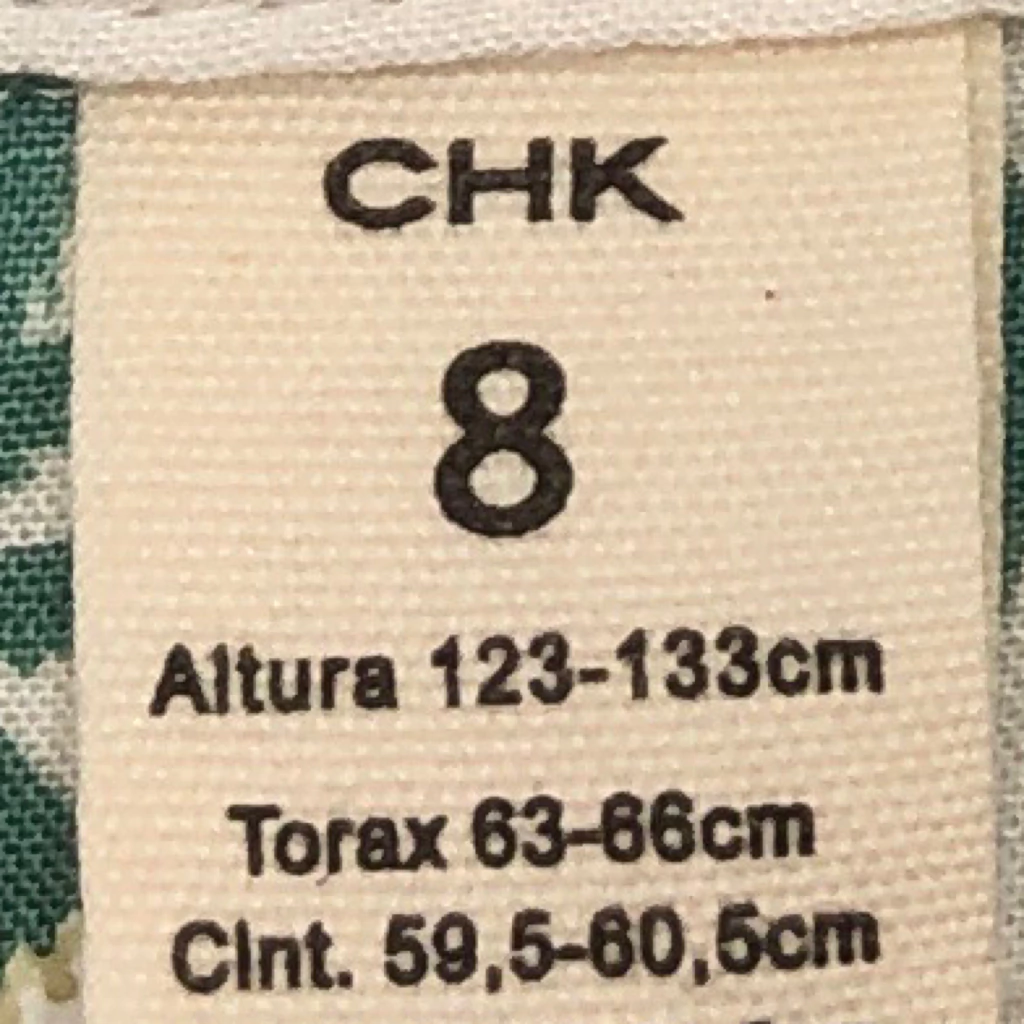 CHK
8
Altura 123-133cm
Torax 63-66cm
Cint. 59,5-60,5cm